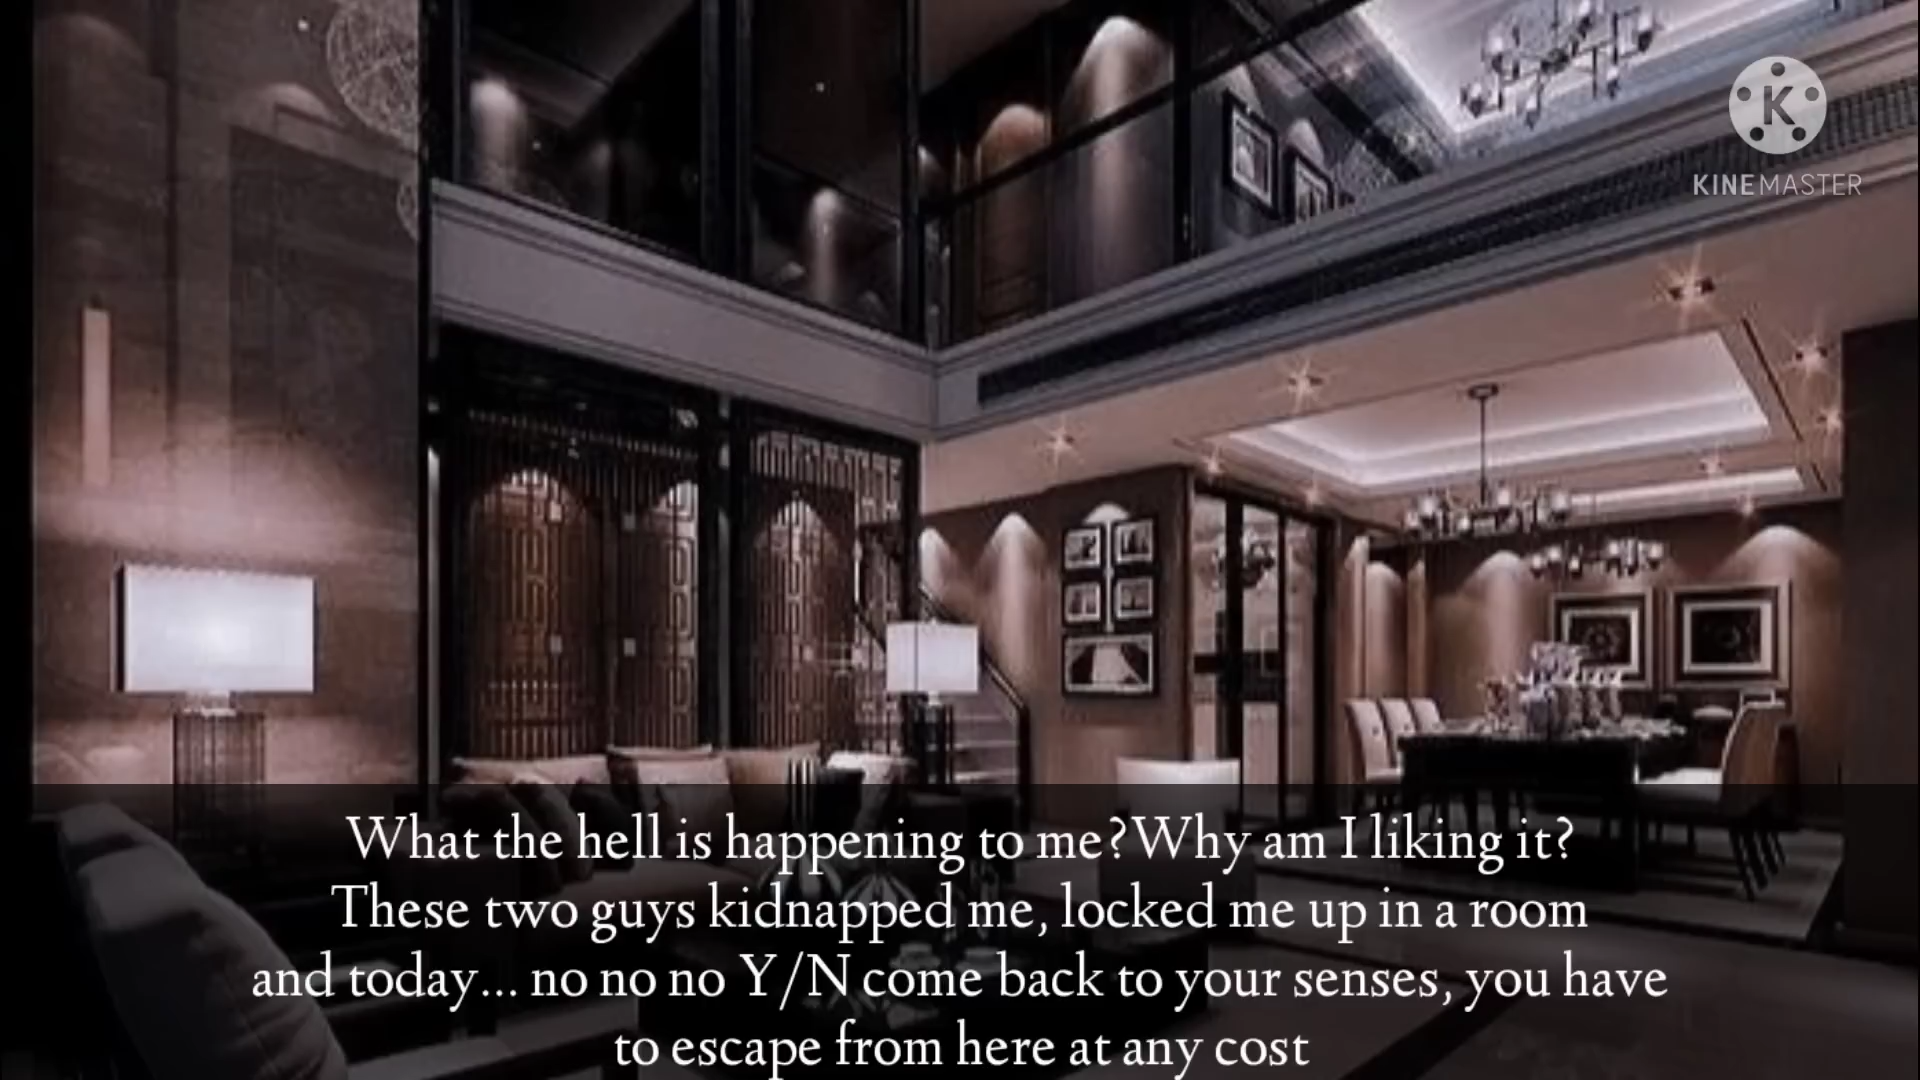 K
KINEMASTER
What the hell is happening to me?Why am I liking it?
These two guys kidnapped me, locked me up in a room
and today... no no no Y/N come back to your senses, you have
to escape from here at any cost